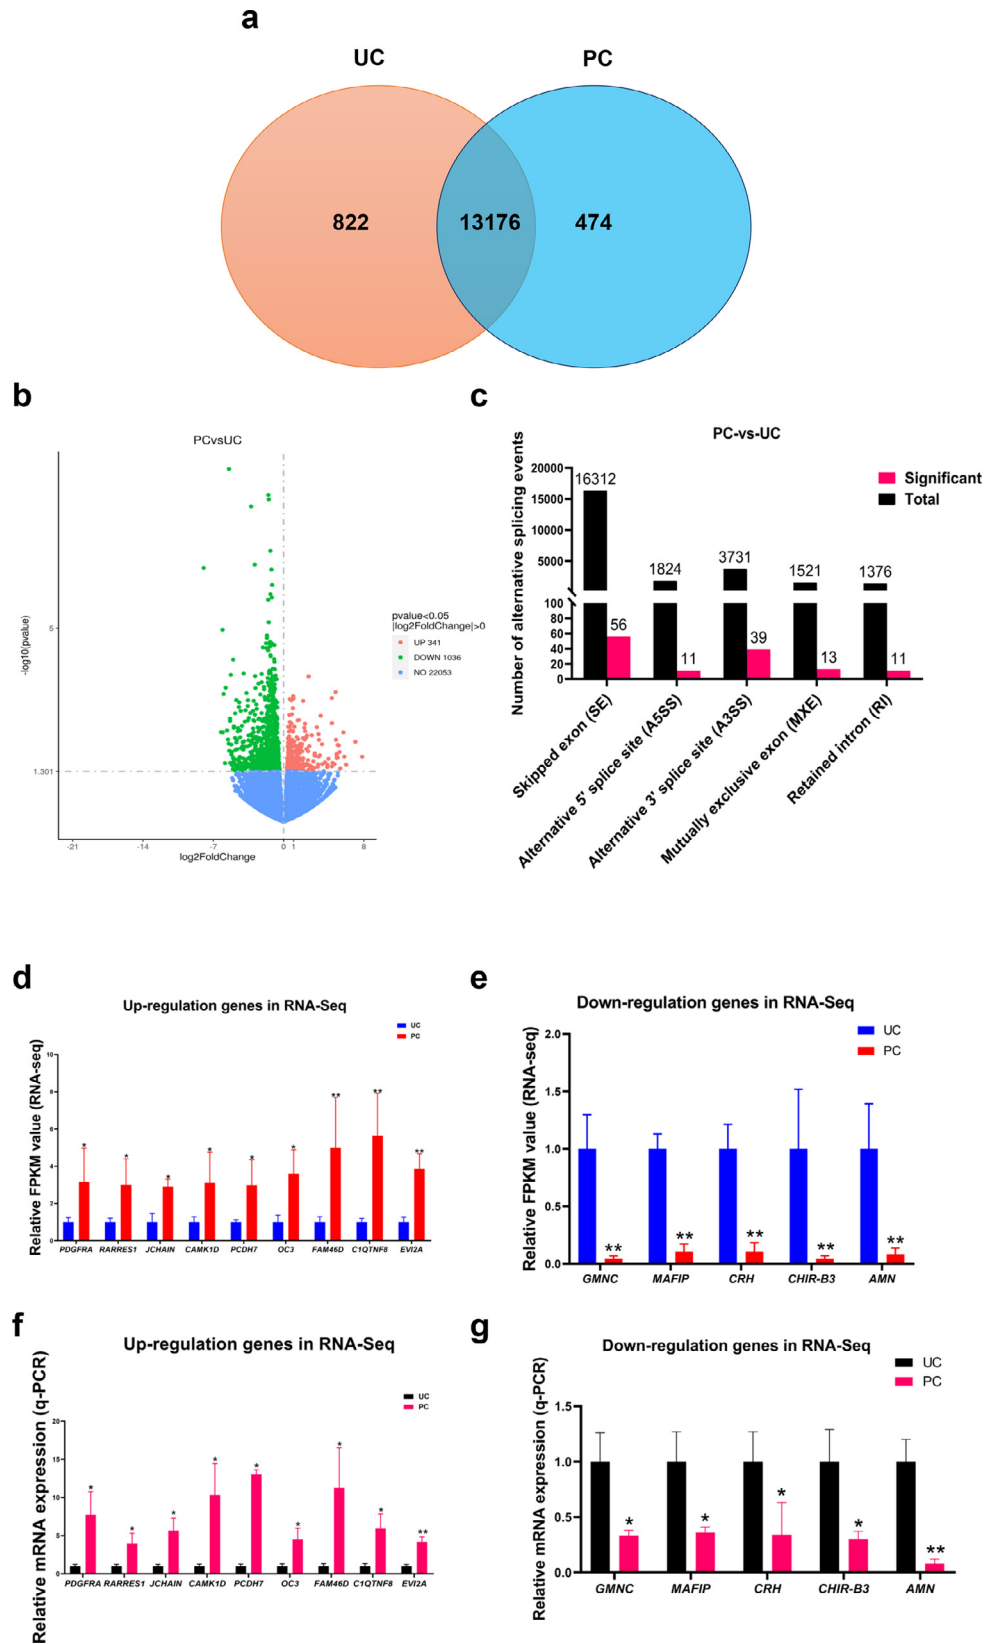 a
UC
PC
822
13176
474
b
PCvsUC
-log10(pvalue)
5
1.301
-21
-14
-7
0
1
8
log2FoldChange
pvalue<0.05
|log2FoldChange|>0
UP 341
DOWN 1036
NO 22053
c
PC-vs-UC
Number of alternative splicing events
20000
15000
10000
5000
100
80
60
40
20
0
16312
1824
3731
1521
1376
56
11
39
13
11
Significant
Total
Skipped exon (SE)
Alternative 5' splice site (A5SS)
Alternative 3' splice site (A3SS)
Mutually exclusive exon (MXE)
Retained intron (RI)
d
Up-regulation genes in RNA-Seq
UC
PC
Relative FPKM value (RNA-seq)
10
8
6
4
2
0
* * * * * * ** ** **
PDGFRA RARRES1 JCHAIN CAMK1D PCDH7 OC3 FAM46D C1QTNF8 EVI2A
e
Down-regulation genes in RNA-Seq
UC
PC
Relative FPKM value (RNA-seq)
2.0
1.5
1.0
0.5
0.0
** ** ** ** **
GMNC MAFIP CRH CHIR-B3 AMN
f
Up-regulation genes in RNA-Seq
UC
PC
Relative mRNA expression (q-PCR)
20
15
10
5
0
* * * * * * * * **
PDGFRA RARRES1 JCHAIN CAMK1D PCDH7 OC3 FAM46D C1QTNF8 EVI2A
g
Down-regulation genes in RNA-Seq
UC
PC
Relative mRNA expression (q-PCR)
1.5
1.0
0.5
0.0
* * * * **
GMNC MAFIP CRH CHIR-B3 AMN